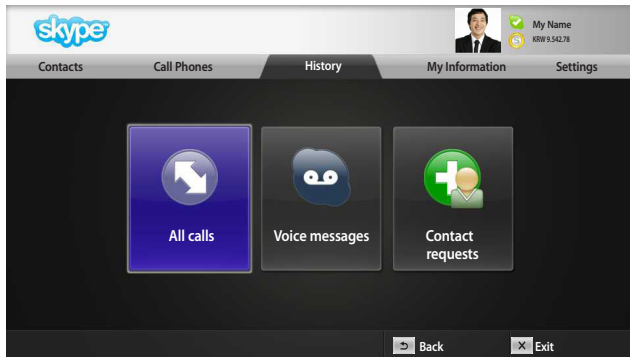 skype
My Name
KRW 9.542.78
Contacts Call Phones History My Information Settings
All calls Voice messages Contact
requests
Back Exit